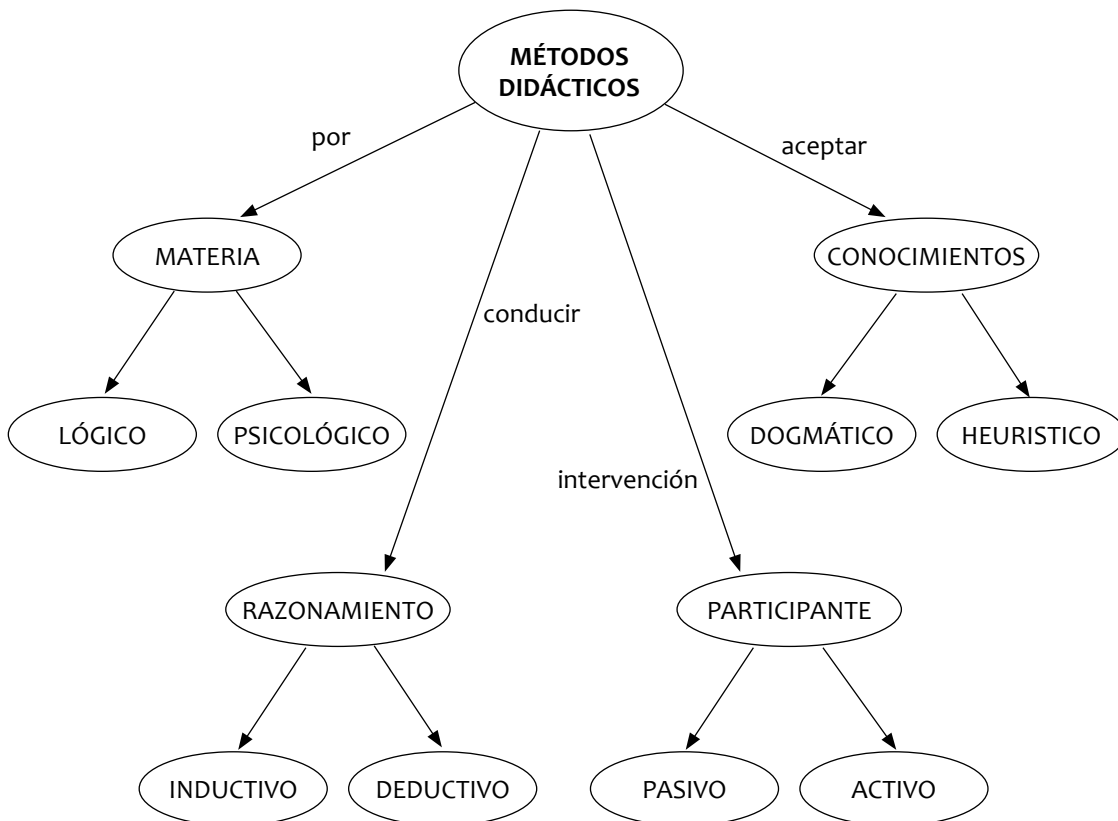 MÉTODOS
DIDÁCTICOS
por
aceptar
MATERIA
CONOCIMIENTOS
conducir
LÓGICO
PSICOLÓGICO
DOGMÁTICO
HEURISTICO
intervención
RAZONAMIENTO
PARTICIPANTE
INDUCTIVO
DEDUCTIVO
PASIVO
ACTIVO